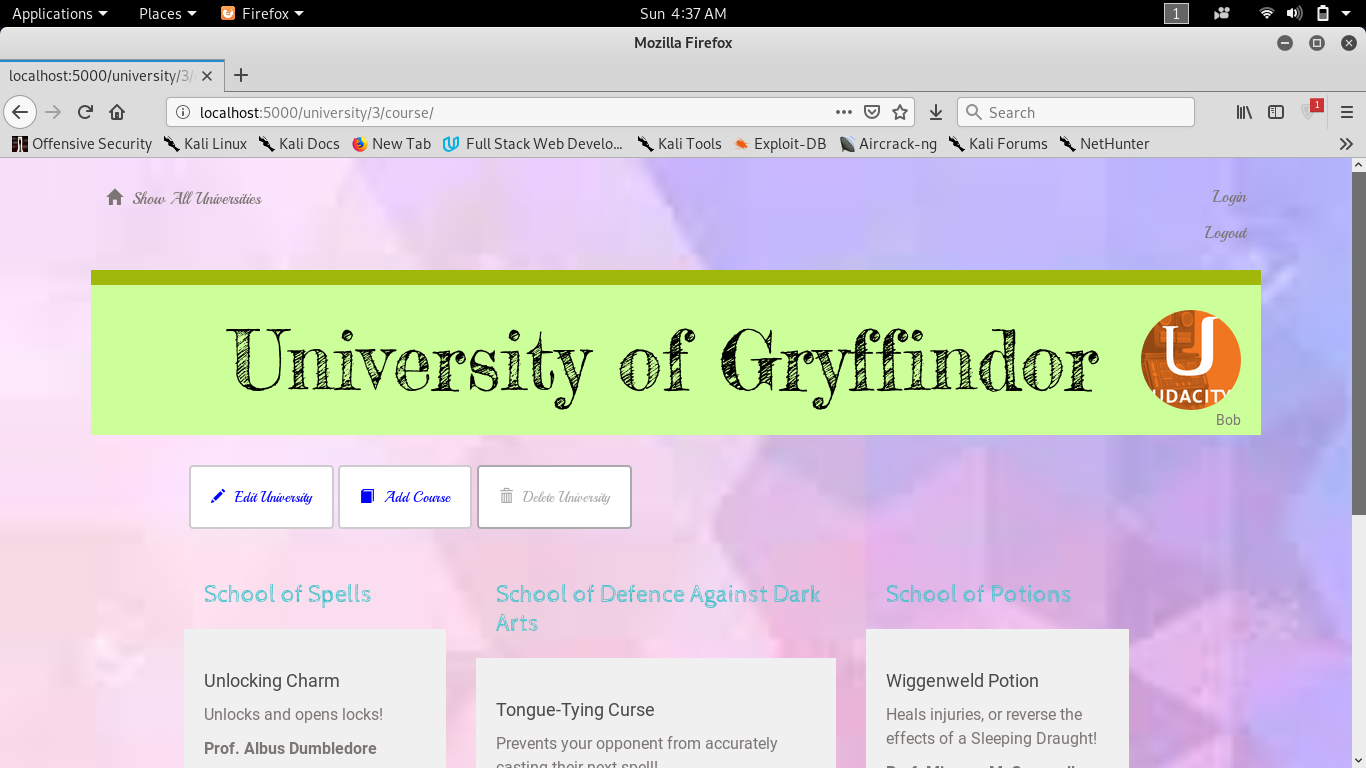 Applications Places Firefox Sun 4:37 AM 1
Mozilla Firefox
localhost:5000/university/3/
localhost:5000/university/3/course/ Search 1
Offensive Security Kali Linux Kali Docs New Tab Full Stack Web Develo... Kali Tools Exploit-DB Aircrack-ng Kali Forums NetHunter
Show All Universities Login
Logout
University of Gryffindor
U
UDACITY
Bob
Edit University Add Course Delete University
School of Spells
School of Defence Against Dark
Arts
School of Potions
Unlocking Charm
Unlocks and opens locks!
Prof. Albus Dumbledore
Tongue-Tying Curse
Prevents your opponent from accurately
casting their next spell!
Wiggenweld Potion
Heals injuries, or reverse the
effects of a Sleeping Draught!